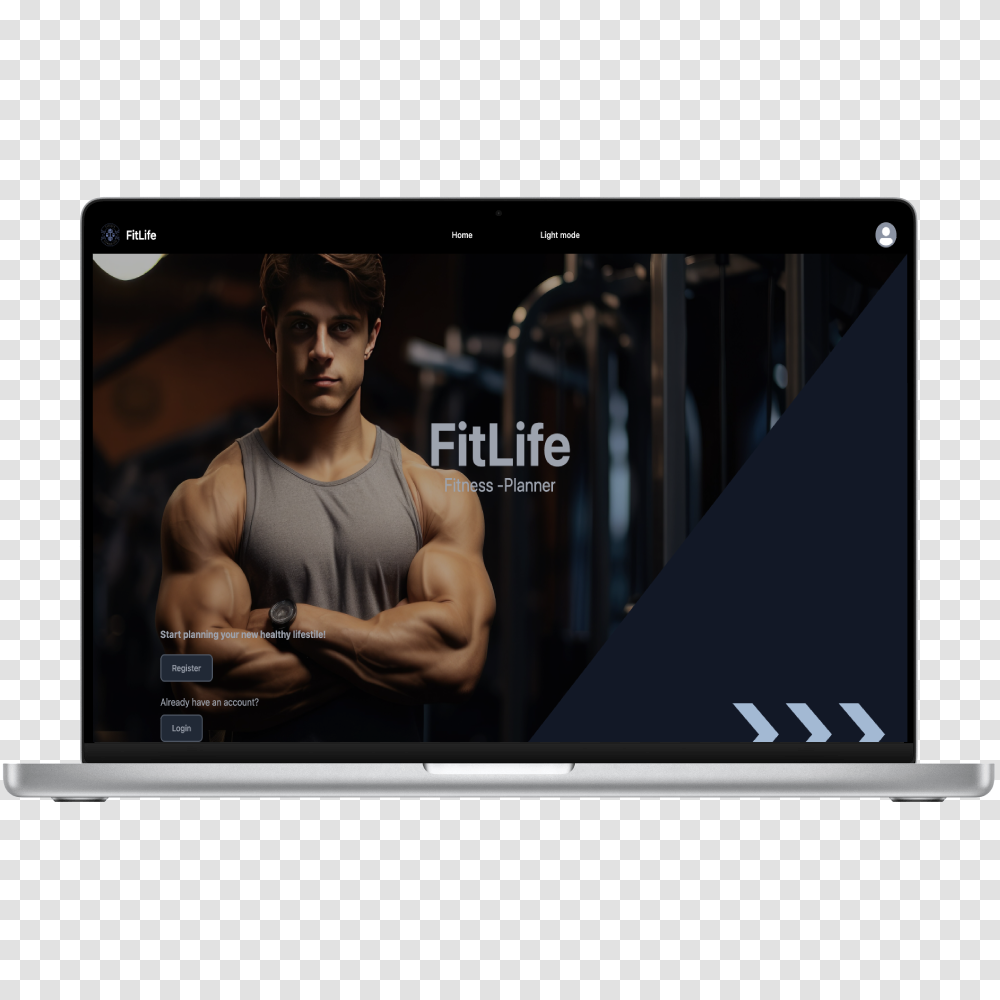 FitLife
Home
Light mode
FitLife
Fitness -Planner
Start planning your new healthy lifestile!
Register
Already have an account?
Login